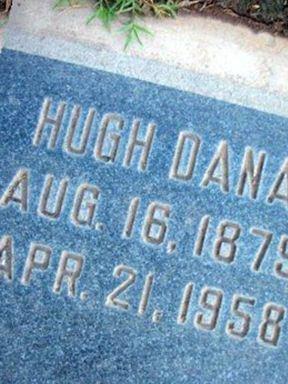 HUGH DANA
AUG. 16, 1879
APR. 21, 1958